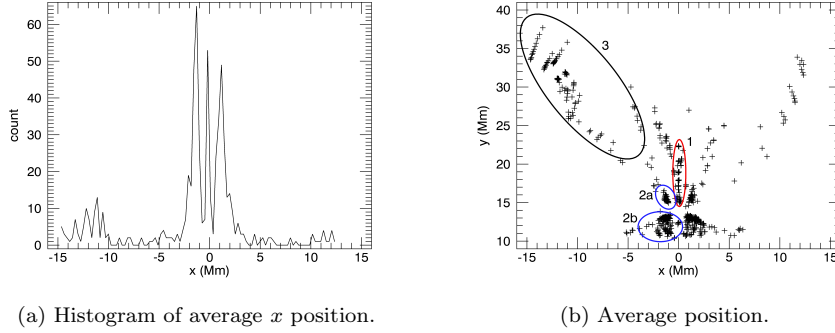 60
50
40
30
20
10
0
count
-15 -10 -5 0 5 10 15
x (Mm)
(a) Histogram of average x position.
40
35
30
25
20
15
10
y (Mm)
3
1
2a
2b
-15 -10 -5 0 5 10 15
x (Mm)
(b) Average position.